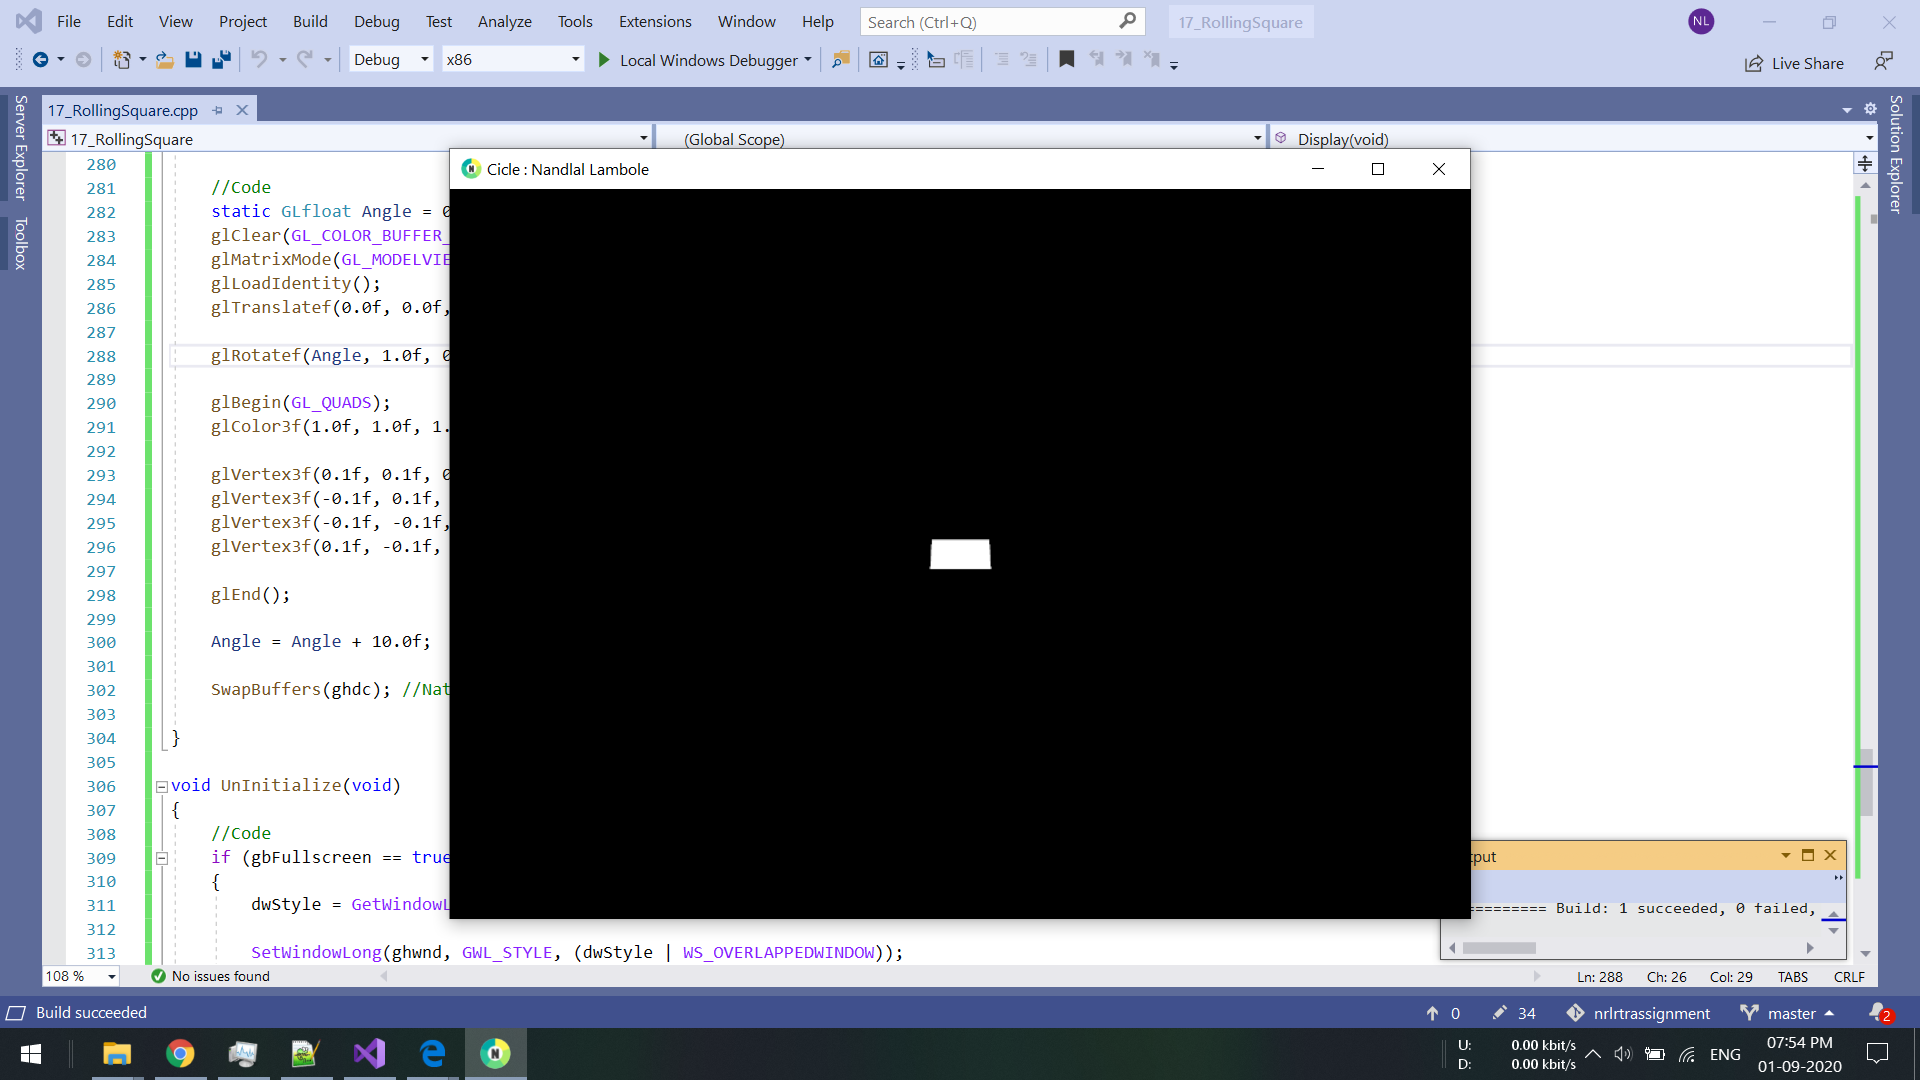 File Edit View Project Build Debug Test Analyze Tools Extensions Window Help Search (Ctrl+Q) 17_RollingSquare NL
Debug x86 Local Windows Debugger Live Share
17_RollingSquare.cpp
17_RollingSquare (Global Scope) Display(void)
Server Explorer
Toolbox
Solution Explorer
Cicle : Nandlal Lambole
280
281 //Code
282 static GLfloat Angle = 0
283 glClear(GL_COLOR_BUFFER_
284 glMatrixMode(GL_MODELVIE
285 glLoadIdentity();
286 glTranslatef(0.0f, 0.0f,
287
288 glRotatef(Angle, 1.0f, 0
289
290 glBegin(GL_QUADS);
291 glColor3f(1.0f, 1.0f, 1.
292
293 glVertex3f(0.1f, 0.1f, 0
294 glVertex3f(-0.1f, 0.1f,
295 glVertex3f(-0.1f, -0.1f,
296 glVertex3f(0.1f, -0.1f,
297
298 glEnd();
299
300 Angle = Angle + 10.0f;
301
302 SwapBuffers(ghdc); //Nat
303
304 }
305
306 void UnInitialize(void)
307 {
308 //Code
309 if (gbFullscreen == true
310 {
311 dwStyle = GetWindowL
312
313 SetWindowLong(ghwnd, GWL_STYLE, (dwStyle | WS_OVERLAPPEDWINDOW));
tput
========= Build: 1 succeeded, 0 failed,
108 % No issues found Ln: 288 Ch: 26 Col: 29 TABS CRLF
Build succeeded 0 34 nrlrtrassignment master 2
U: 0.00 kbit/s
D: 0.00 kbit/s
ENG
07:54 PM
01-09-2020